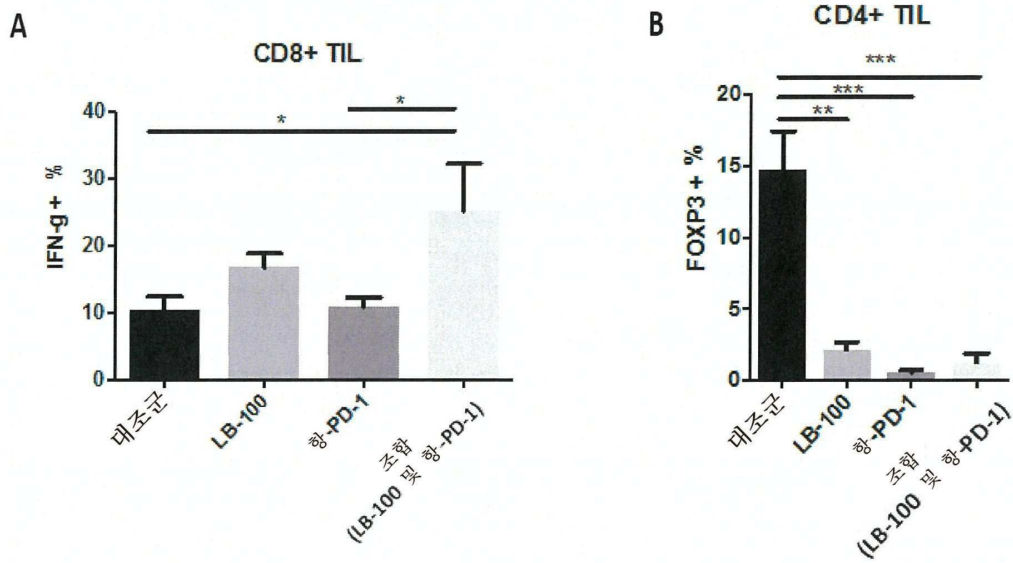 A
CD8+ TIL
*
*
IFN-g + %
40
30
20
10
0
대조군
LB-100
항-PD-1
조합
(LB-100 및 항-PD-1)
B
CD4+ TIL
***
***
**
FOXP3 + %
20
15
10
5
0
대조군
LB-100
항-PD-1
조합
(LB-100 및 항-PD-1)